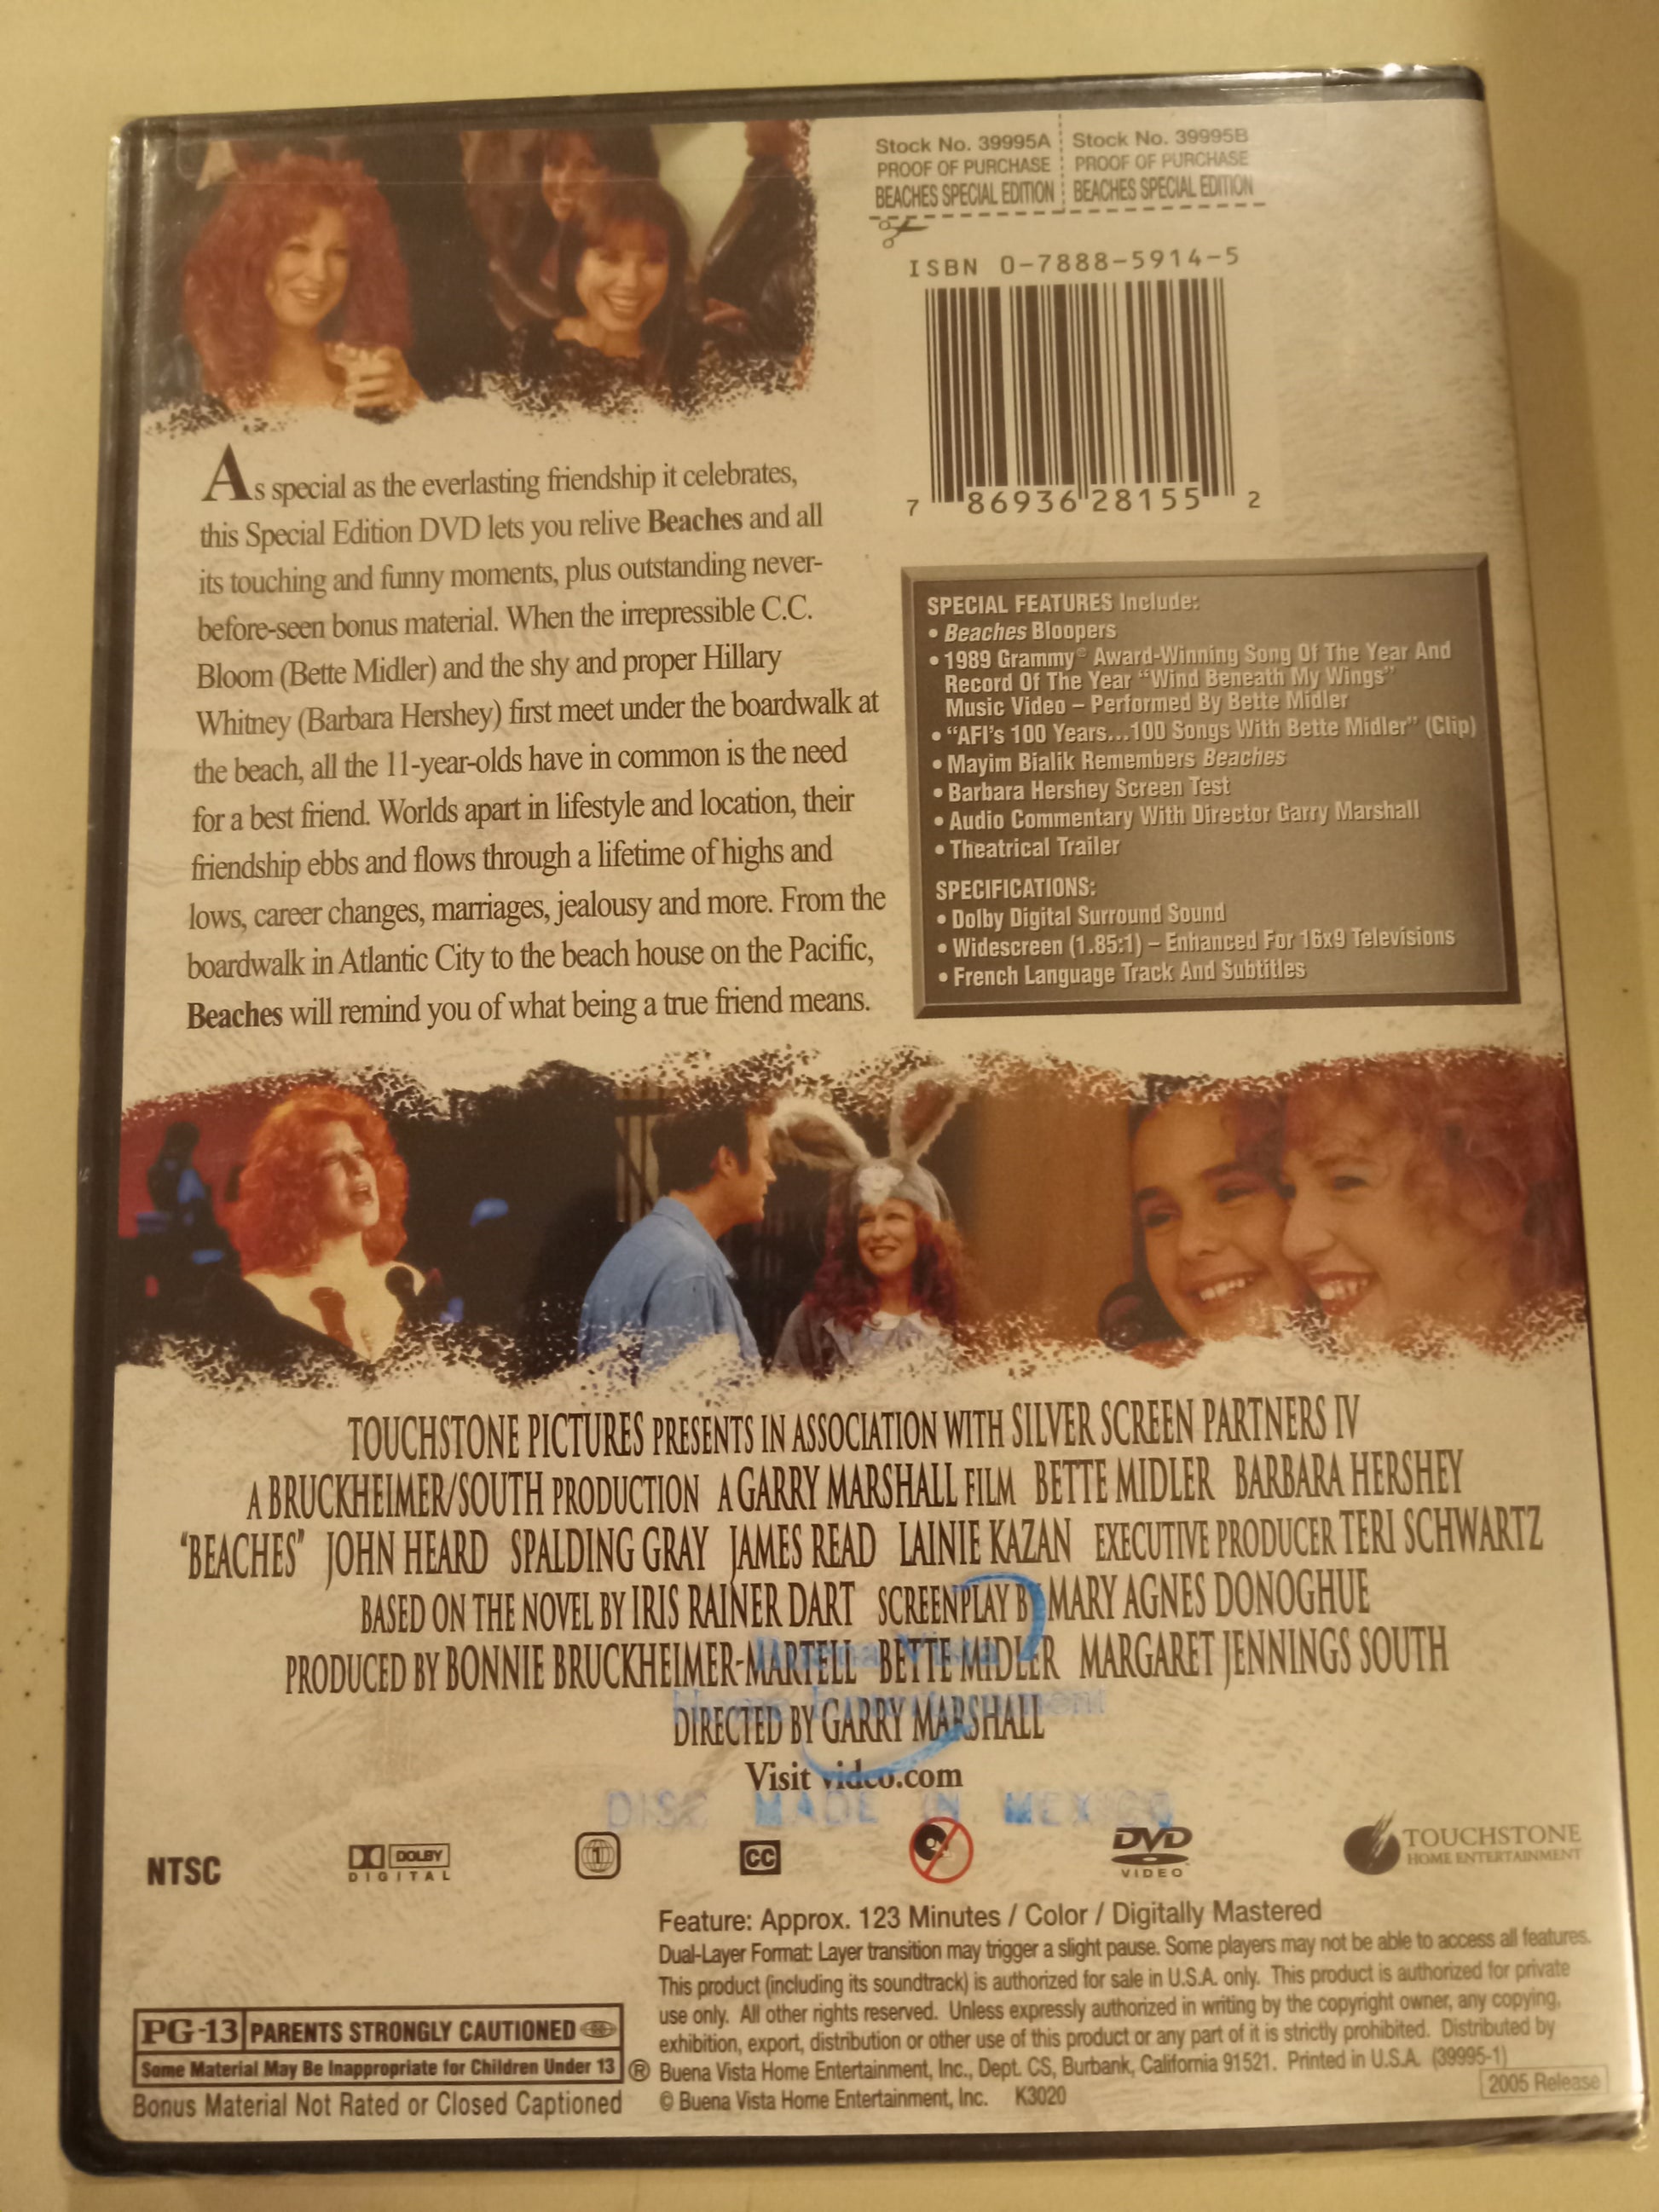 Stock No. 39995A
PROOF OF PURCHASE
BEACHES SPECIAL EDITION
Stock No. 39995B
PROOF OF PURCHASE
BEACHES SPECIAL EDITION
ISBN 0-7888-5914-5
7 86936 28155 2
As special as the everlasting friendship it celebrates,
this Special Edition DVD lets you relive Beaches and all
its touching and funny moments, plus outstanding never-
before-seen bonus material. When the irrepressible C.C.
Bloom (Bette Midler) and the shy and proper Hillary
Whitney (Barbara Hershey) first meet under the boardwalk at
the beach, all the 11-year-olds have in common is the need
for a best friend. Worlds apart in lifestyle and location, their
friendship ebbs and flows through a lifetime of highs and
lows, career changes, marriages, jealousy and more. From the
boardwalk in Atlantic City to the beach house on the Pacific,
Beaches will remind you of what being a true friend means.
SPECIAL FEATURES Include:
• Beaches Bloopers
• 1989 Grammy® Award-Winning Song Of The Year And
Record Of The Year "Wind Beneath My Wings"
Music Video – Performed By Bette Midler
• "AFI's 100 Years...100 Songs With Bette Midler" (Clip)
• Mayim Bialik Remembers Beaches
• Barbara Hershey Screen Test
• Audio Commentary With Director Garry Marshall
• Theatrical Trailer
SPECIFICATIONS:
• Dolby Digital Surround Sound
• Widescreen (1.85:1) – Enhanced For 16x9 Televisions
• French Language Track And Subtitles
TOUCHSTONE PICTURES PRESENTS IN ASSOCIATION WITH SILVER SCREEN PARTNERS IV
A BRUCKHEIMER/SOUTH PRODUCTION A GARRY MARSHALL FILM BETTE MIDLER BARBARA HERSHEY
"BEACHES" JOHN HEARD SPALDING GRAY JAMES READ LAINIE KAZAN EXECUTIVE PRODUCER TERI SCHWARTZ
BASED ON THE NOVEL BY IRIS RAINER DART SCREENPLAY BY MARY AGNES DONOGHUE
PRODUCED BY BONNIE BRUCKHEIMER-MARTELL BETTE MIDLER MARGARET JENNINGS SOUTH
DIRECTED BY GARRY MARSHALL
Visit video.com
DISC MADE IN MEXICO
NTSC
DOLBY
DIGITAL
1
CC
DVD
VIDEO
TOUCHSTONE
HOME ENTERTAINMENT
Feature: Approx. 123 Minutes / Color / Digitally Mastered
Dual-Layer Format: Layer transition may trigger a slight pause. Some players may not be able to access all features.
This product (including its soundtrack) is authorized for sale in U.S.A. only. This product is authorized for private
use only. All other rights reserved. Unless expressly authorized in writing by the copyright owner, any copying,
exhibition, export, distribution or other use of this product or any part of it is strictly prohibited. Distributed by
Buena Vista Home Entertainment, Inc., Dept. CS, Burbank, California 91521. Printed in U.S.A. (39995-1)
© Buena Vista Home Entertainment, Inc. K3020
2005 Release
PG-13 PARENTS STRONGLY CAUTIONED
Some Material May Be Inappropriate for Children Under 13 ®
Bonus Material Not Rated or Closed Captioned